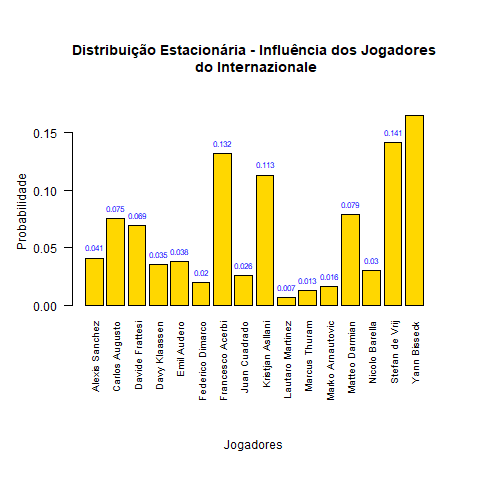 Distribuição Estacionária - Influência dos Jogadores
do Internazionale
Probabilidade
0.15
0.10
0.05
0.00
0.041
0.075
0.069
0.035
0.038
0.02
0.132
0.026
0.113
0.007
0.013
0.016
0.079
0.03
0.141
Alexis Sanchez
Carlos Augusto
Davide Frattesi
Davy Klaassen
Emil Audero
Federico Dimarco
Francesco Acerbi
Juan Cuadrado
Kristjan Asllani
Lautaro Martinez
Marcus Thuram
Marko Arnautovic
Matteo Darmian
Nicolo Barella
Stefan de Vrij
Yann Bisseck
Jogadores